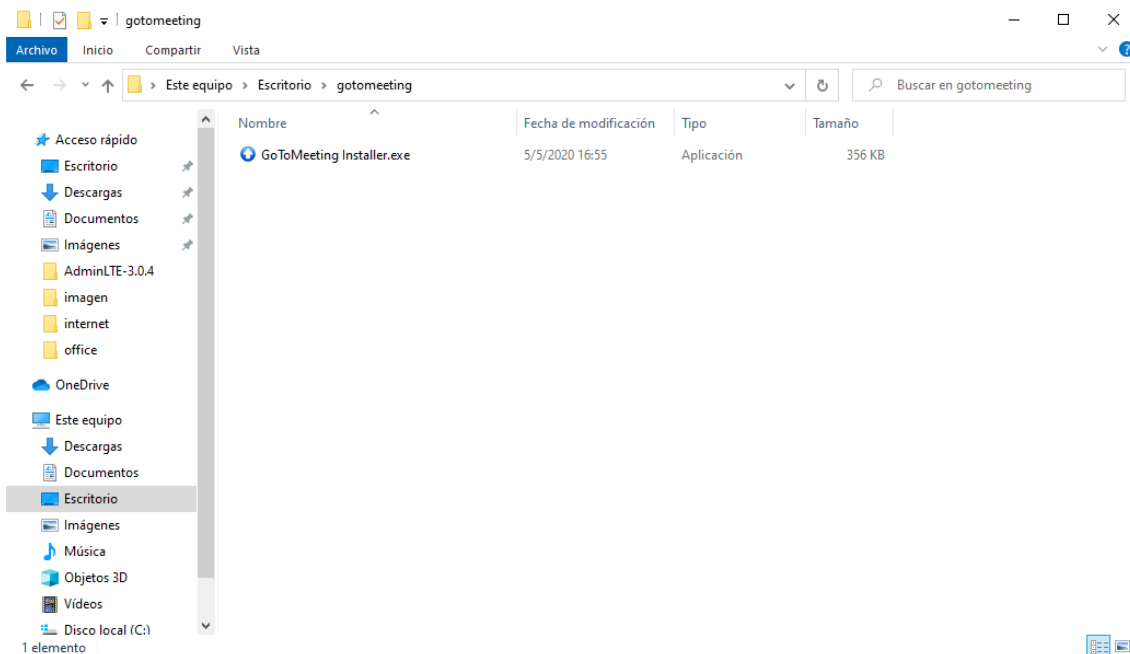 gotomeeting
Archivo Inicio Compartir Vista
Este equipo > Escritorio > gotomeeting
Buscar en gotomeeting
Nombre Fecha de modificación Tipo Tamaño
GoToMeeting Installer.exe 5/5/2020 16:55 Aplicación 356 KB
Acceso rápido
Escritorio
Descargas
Documentos
Imágenes
AdminLTE-3.0.4
imagen
internet
office
OneDrive
Este equipo
Descargas
Documentos
Escritorio
Imágenes
Música
Objetos 3D
Vídeos
Disco local (C:)
1 elemento